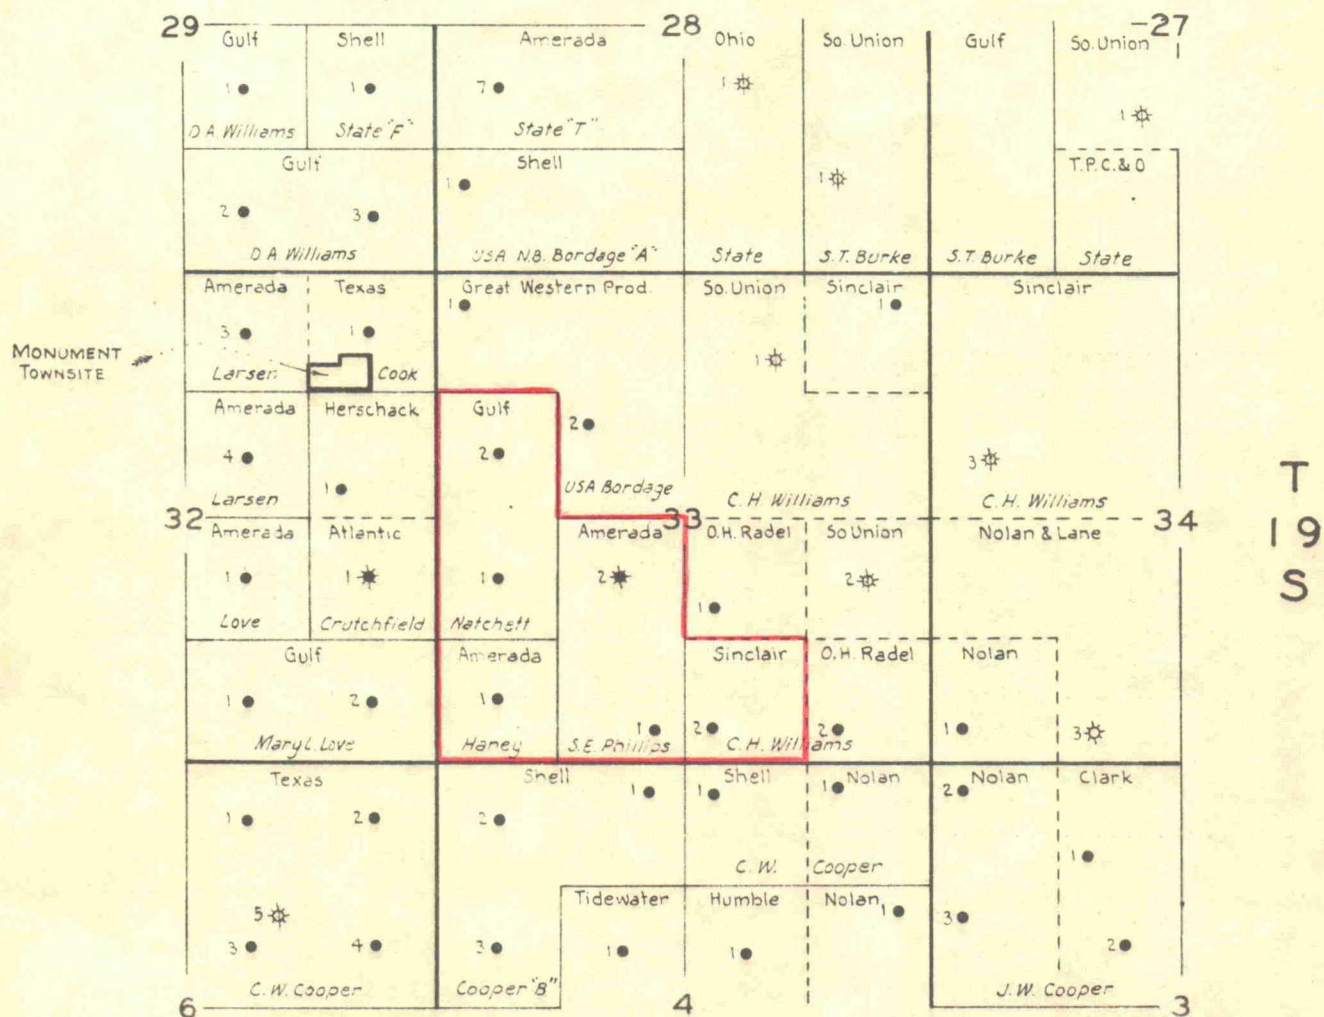 29 28 -27
Gulf Shell Amerada Ohio So.Union Gulf So.Union
1 1 7 1 1
D.A. Williams State "F" State "T"
Gulf Shell T.P.C.&O
1 1
2 3
D.A. Williams USA N.B. Bordage "A" State S.T. Burke S.T. Burke State
Amerada Texas Great Western Prod. So.Union Sinclair Sinclair
1 1
3 1 1
MONUMENT
TOWNSITE
Larsen Cook
Amerada Herschack Gulf
2
4 2 3
1
Larsen USA Bordage C.H. Williams C.H. Williams
32 33 34
T
19
S
Amerada Atlantic Amerada O.H. Radel So Union Nolan & Lane
1 1 1 2 2
1
Love Crutchfield Natchett
Gulf Amerada Sinclair O.H. Radel Nolan
1 2 1
1 2 2 1 3
Mary L. Love Haney S.E. Phillips C.H. Williams
Texas Shell Shell Nolan Nolan Clark
1 1 1 2
1 2 2
1
C.W. Cooper
Tidewater Humble Nolan
5 1 3
3 4 3 1 1 2
C.W. Cooper Cooper "B" J.W. Cooper
6 4 3